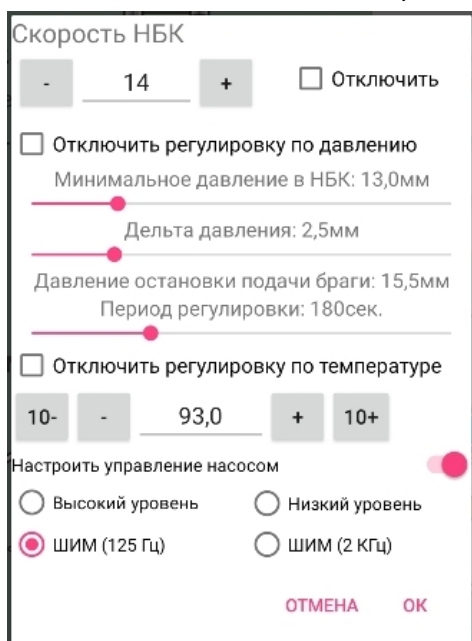 Скорость НБК
- 14 + Отключить
Отключить регулировку по давлению
Минимальное давление в НБК: 13,0мм
Дельта давления: 2,5мм
Давление остановки подачи браги: 15,5мм
Период регулировки: 180сек.
Отключить регулировку по температуре
10- - 93,0 + 10+
Настроить управление насосом
Высокий уровень Низкий уровень
ШИМ (125 Гц) ШИМ (2 КГц)
ОТМЕНА ОК